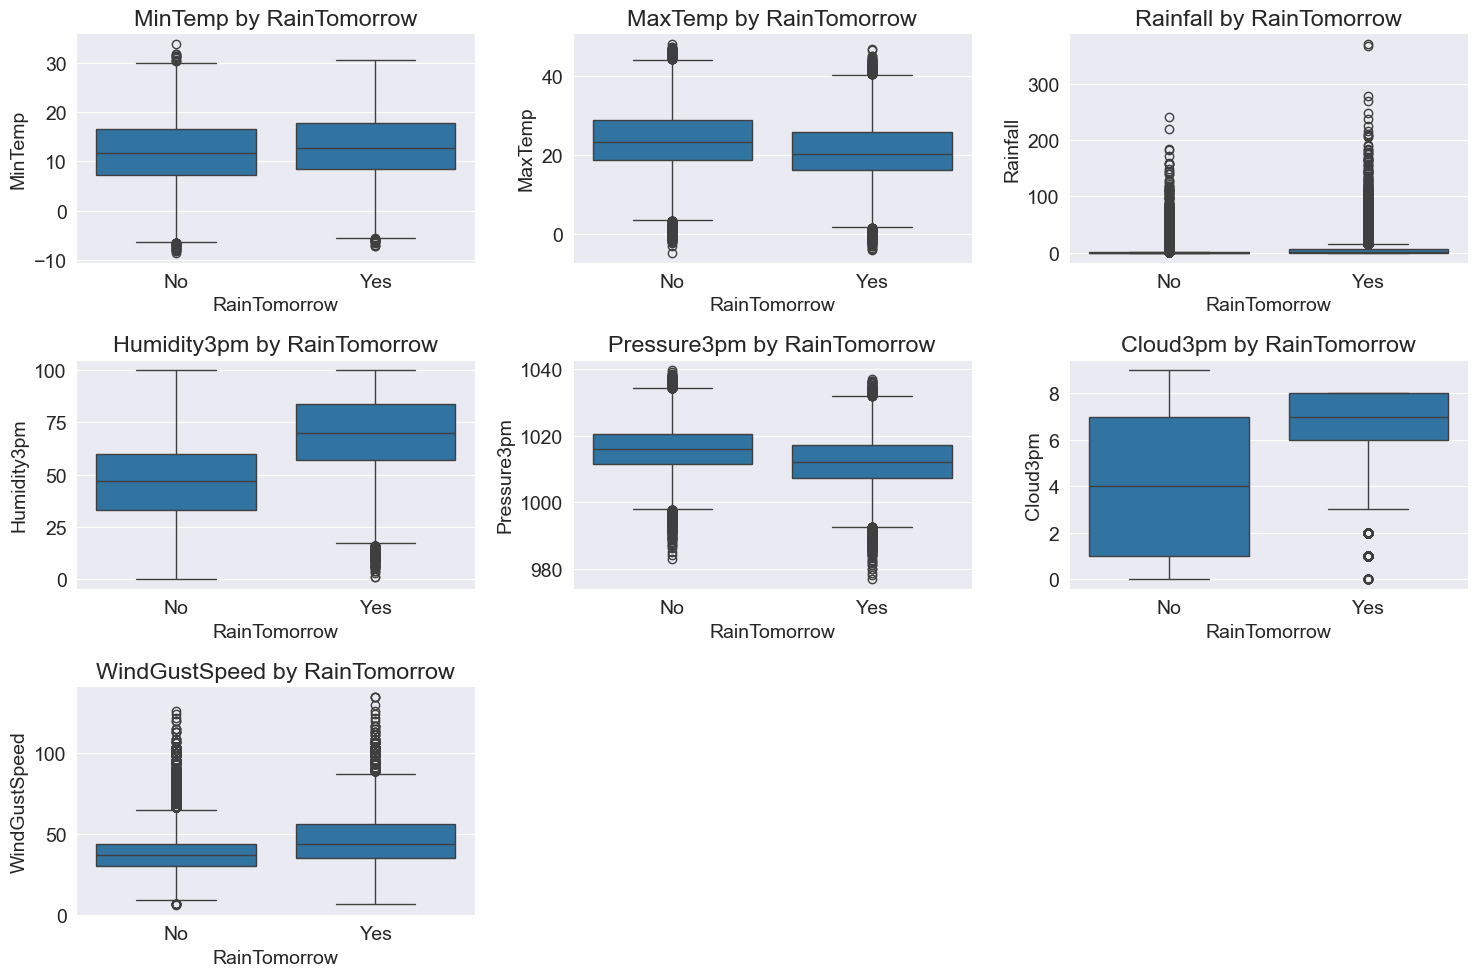 MinTemp by RainTomorrow
MinTemp
30
20
10
0
−10
No Yes
RainTomorrow
MaxTemp by RainTomorrow
MaxTemp
40
20
0
No Yes
RainTomorrow
Rainfall by RainTomorrow
Rainfall
300
200
100
0
No Yes
RainTomorrow
Humidity3pm by RainTomorrow
Humidity3pm
100
75
50
25
0
No Yes
RainTomorrow
Pressure3pm by RainTomorrow
Pressure3pm
1040
1020
1000
980
No Yes
RainTomorrow
Cloud3pm by RainTomorrow
Cloud3pm
8
6
4
2
0
No Yes
RainTomorrow
WindGustSpeed by RainTomorrow
WindGustSpeed
100
50
0
No Yes
RainTomorrow